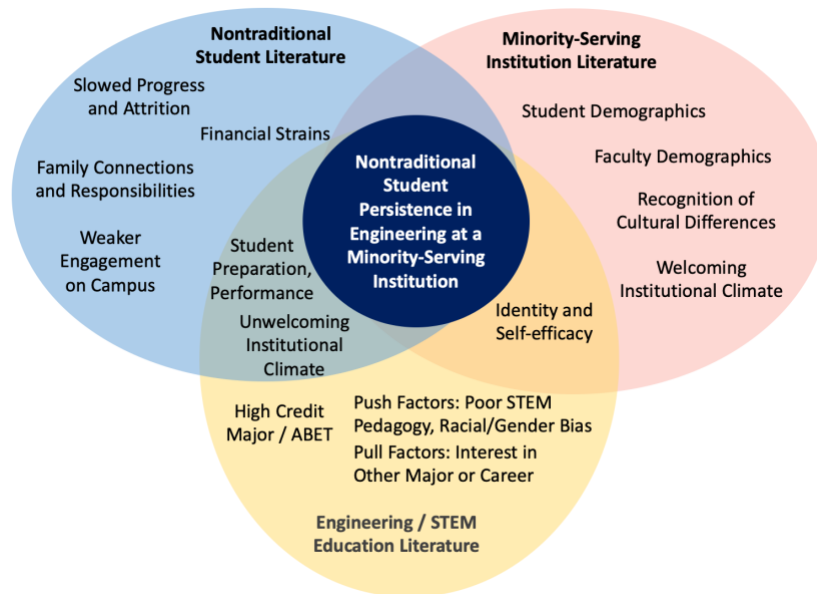 Nontraditional
Student Literature
Slowed Progress
and Attrition
Financial Strains
Family Connections
and Responsibilities
Weaker
Engagement
on Campus
Minority-Serving
Institution Literature
Student Demographics
Faculty Demographics
Recognition of
Cultural Differences
Welcoming
Institutional Climate
Nontraditional
Student
Persistence in
Engineering at a
Minority-Serving
Institution
Student
Preparation,
Performance
Unwelcoming
Institutional
Climate
Identity and
Self-efficacy
High Credit
Major / ABET
Push Factors: Poor STEM
Pedagogy, Racial/Gender Bias
Pull Factors: Interest in
Other Major or Career
Engineering / STEM
Education Literature